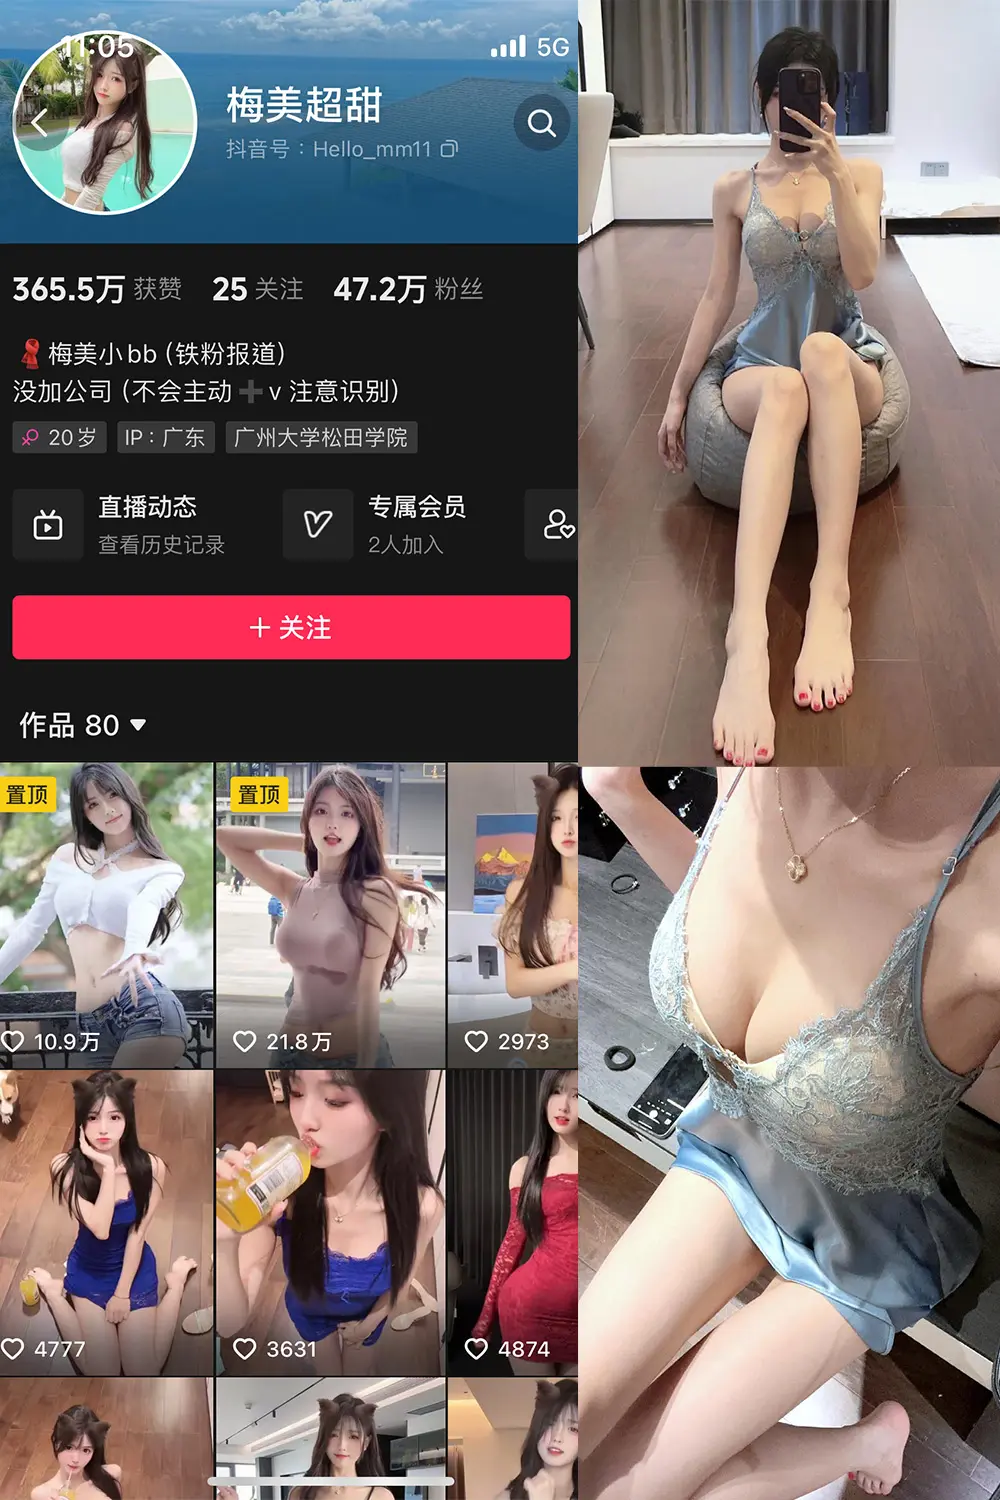 11:05
5G
梅美超甜
抖音号：Hello_mm11
365.5万 获赞 25 关注 47.2万 粉丝
梅美小bb (铁粉报道)
没加公司 (不会主动➕v 注意识别)
20岁 IP：广东 广州大学松田学院
直播动态
查看历史记录
专属会员
2人加入
＋关注
作品 80
置顶
置顶
10.9万
21.8万
2973
4777
3631
4874